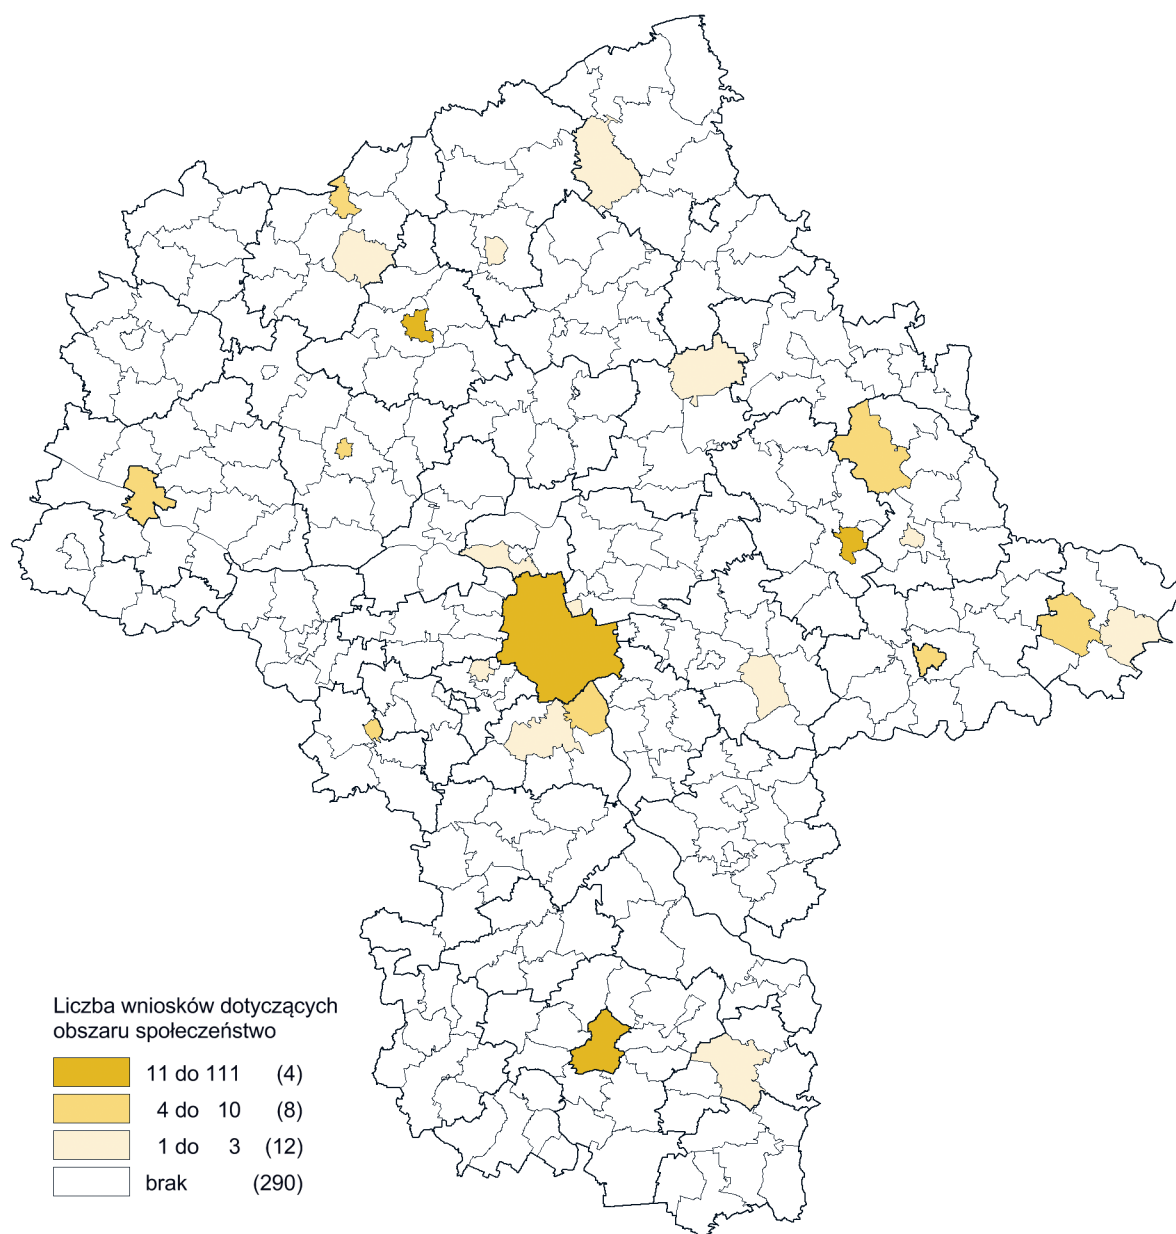 Liczba wniosków dotyczących
obszaru społeczeństwo
11 do 111 (4)
4 do 10 (8)
1 do 3 (12)
brak (290)